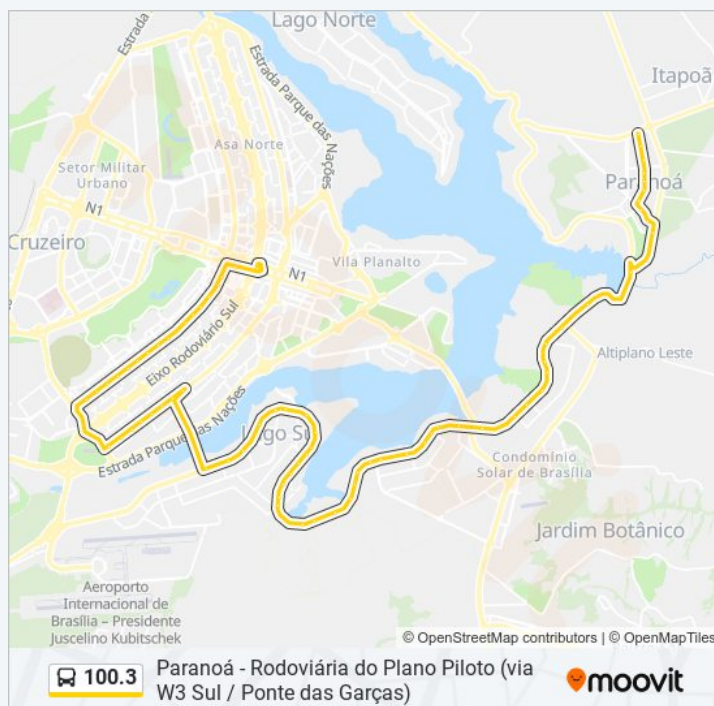 Lago Norte
Estrada
Estrada Parque das Nações
Itapoã
Asa Norte
Setor Militar
Urbano
Paranoá
N1
Cruzeiro
Vila Planalto
N1
Eixo Rodoviário Sul
Altiplano Leste
Estrada Parque das Nações
Lago Su
Condomínio
Solar de Brasília
Jardim Botânico
Aeroporto
Internacional de
Brasília – Presidente
Juscelino Kubitschek
© OpenStreetMap contributors | © OpenMapTiles
100.3
Paranoá - Rodoviária do Plano Piloto (via
W3 Sul / Ponte das Garças)
moovit